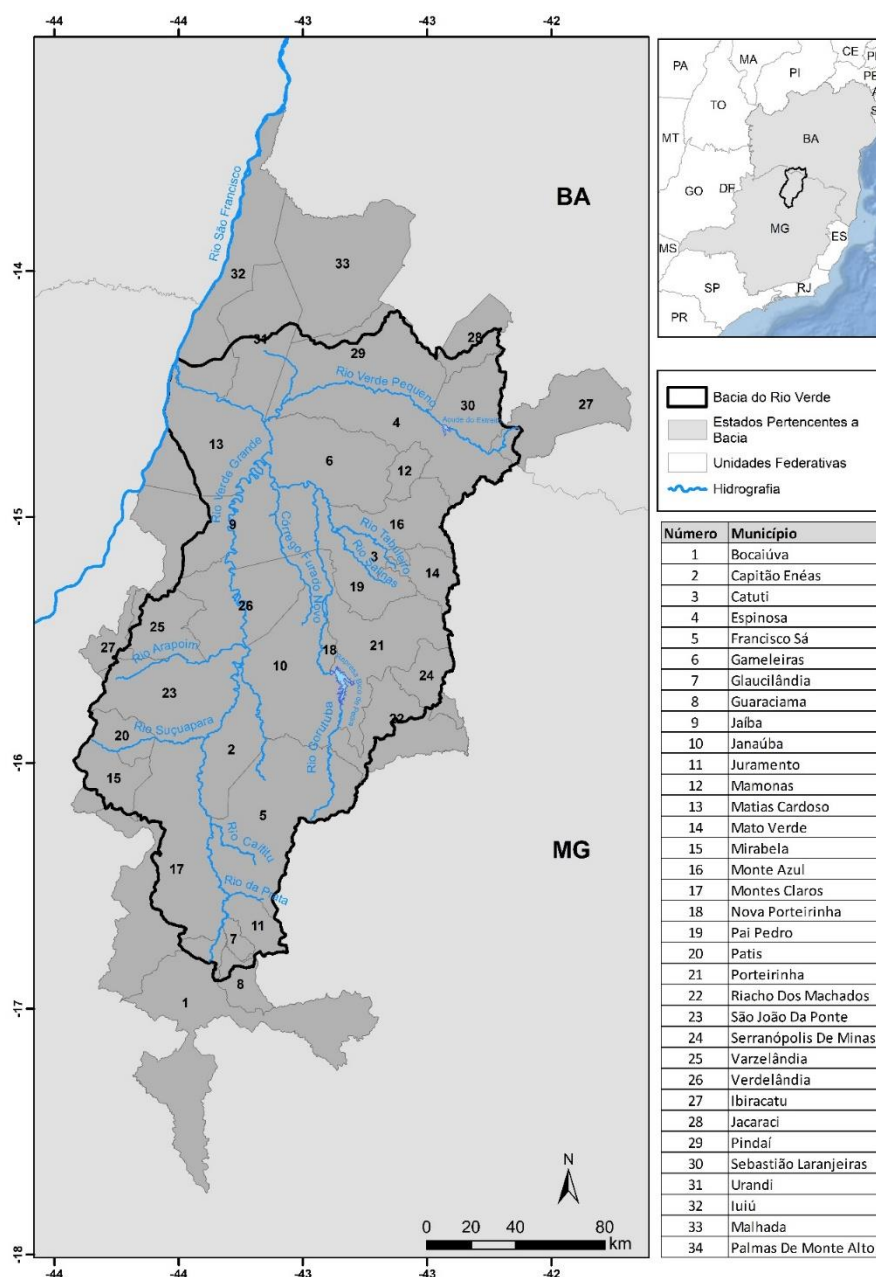 -44
-44
-43
-43
-42
-14
-15
-16
-17
-18
BA
Rio São Francisco
32
33
34
29
28
Rio Verde Pequeno
30
27
4
13
Rio Verde Grande
6
12
9
16
Rio Tabuleiro
Rio Salinas
3
14
Córrego Furado Novo
19
26
25
27
Rio Arapoim
10
18
21
24
23
22
Rio Suçuapara
20
2
15
Rio Gorutuba
5
Rio Caititu
MG
17
Rio da Prata
11
7
8
1
N
0 20 40 80
km
-44
-44
-43
-43
-42
PA
MA
CE
PI
TO
BA
MT
GO
DF
MG
MS
ES
SP
RJ
PR
Bacia do Rio Verde
Estados Pertencentes a
Bacia
Unidades Federativas
Hidrografia
Número Município
1 Bocaiúva
2 Capitão Enéas
3 Catuti
4 Espinosa
5 Francisco Sá
6 Gameleiras
7 Glaucilândia
8 Guaraciama
9 Jaíba
10 Janaúba
11 Juramento
12 Mamonas
13 Matias Cardoso
14 Mato Verde
15 Mirabela
16 Monte Azul
17 Montes Claros
18 Nova Porteirinha
19 Pai Pedro
20 Patis
21 Porteirinha
22 Riacho Dos Machados
23 São João Da Ponte
24 Serranópolis De Minas
25 Varzelândia
26 Verdelândia
27 Ibiracatu
28 Jacaraci
29 Pindaí
30 Sebastião Laranjeiras
31 Urandi
32 Iuiú
33 Malhada
34 Palmas De Monte Alto